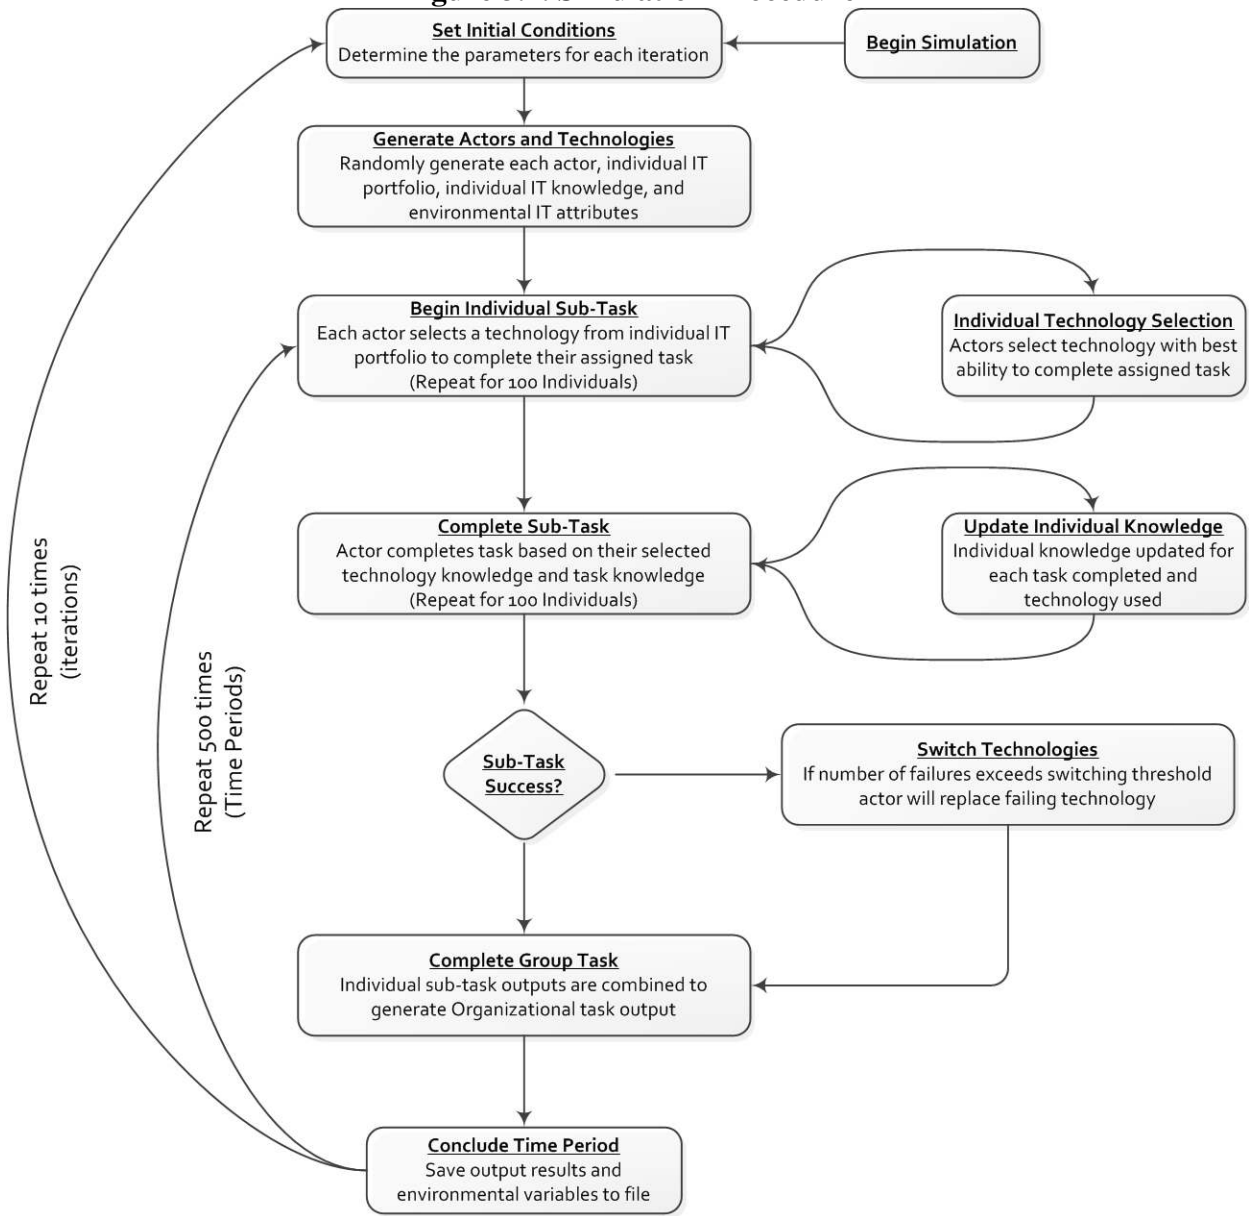 Set Initial Conditions
Determine the parameters for each iteration
Begin Simulation
Generate Actors and Technologies
Randomly generate each actor, individual IT
portfolio, individual IT knowledge, and
environmental IT attributes
Begin Individual Sub-Task
Each actor selects a technology from individual IT
portfolio to complete their assigned task
(Repeat for 100 Individuals)
Individual Technology Selection
Actors select technology with best
ability to complete assigned task
Complete Sub-Task
Actor completes task based on their selected
technology knowledge and task knowledge
(Repeat for 100 Individuals)
Update Individual Knowledge
Individual knowledge updated for
each task completed and
technology used
Repeat 10 times
(iterations)
Repeat 500 times
(Time Periods)
Sub-Task
Success?
Switch Technologies
If number of failures exceeds switching threshold
actor will replace failing technology
Complete Group Task
Individual sub-task outputs are combined to
generate Organizational task output
Conclude Time Period
Save output results and
environmental variables to file